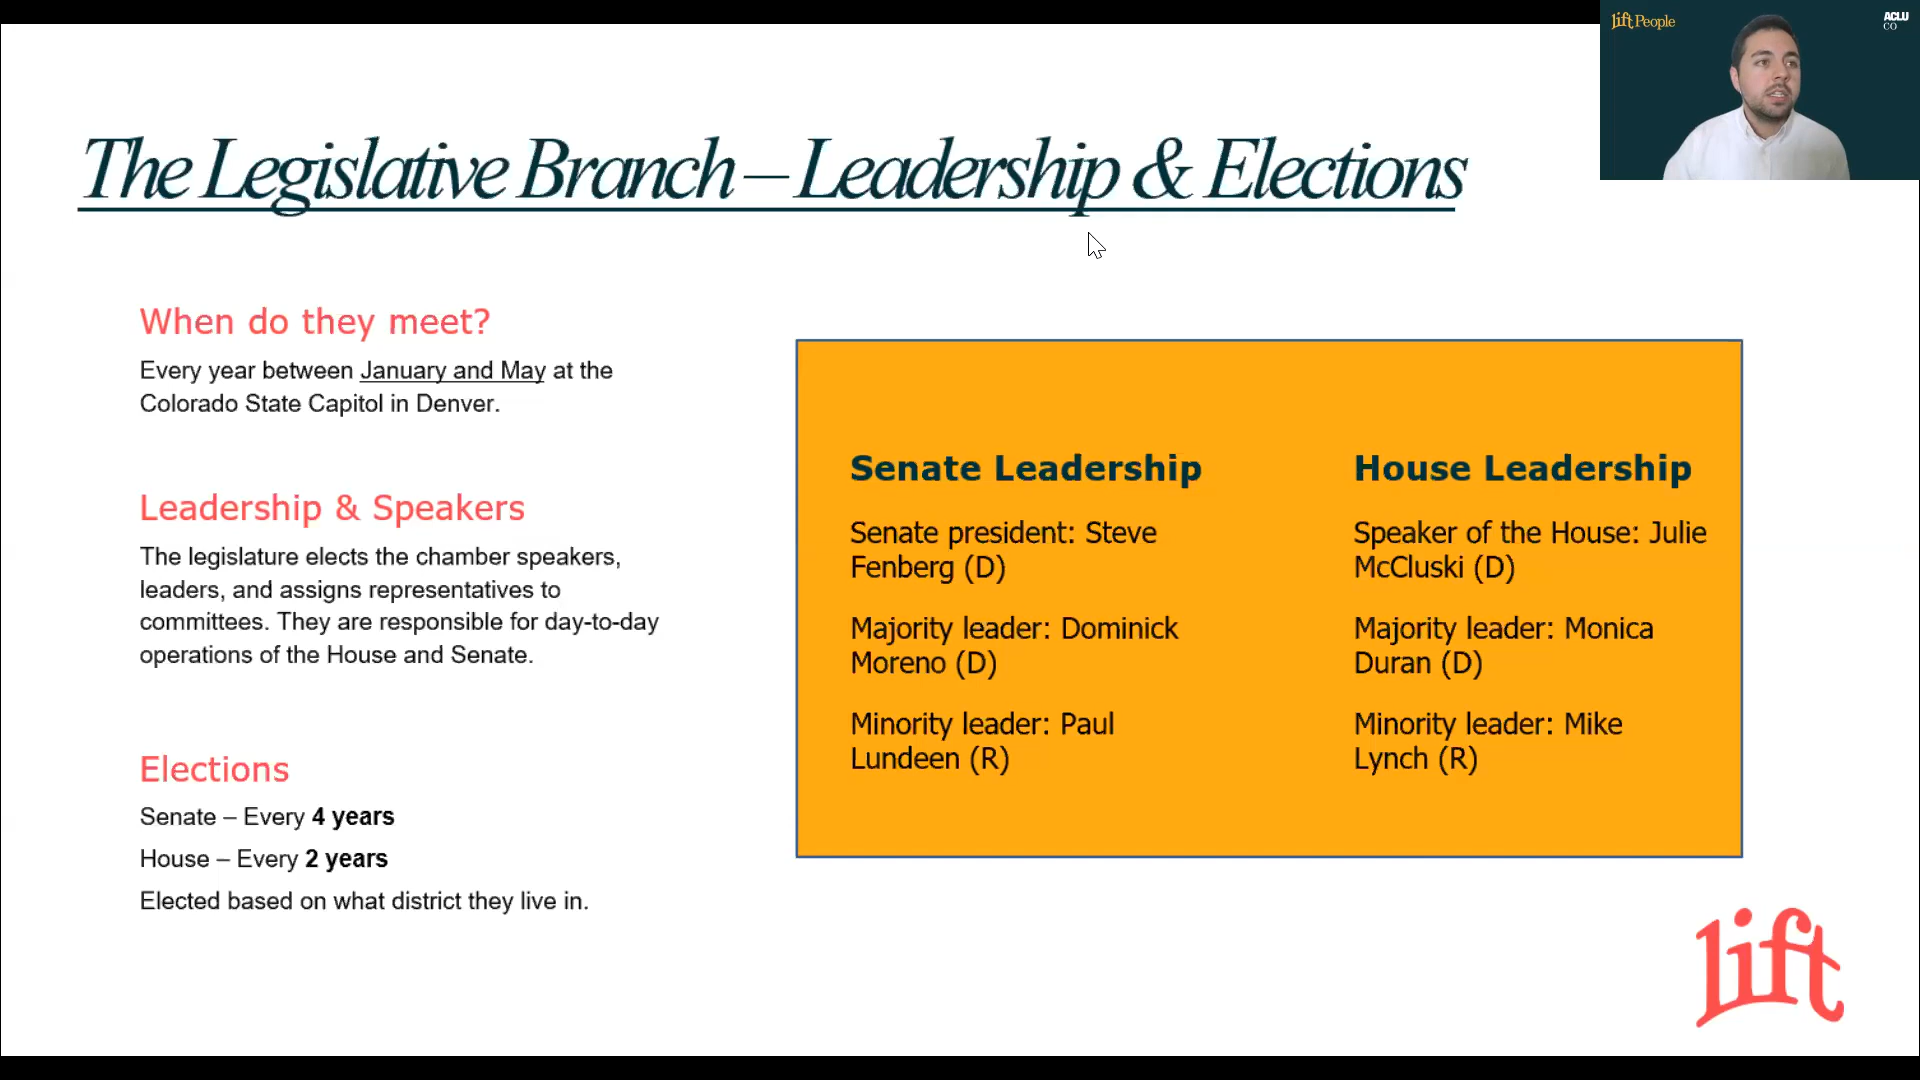 lift People
ACLU
CO
The Legislative Branch – Leadership & Elections
When do they meet?
Every year between January and May at the
Colorado State Capitol in Denver.
Leadership & Speakers
The legislature elects the chamber speakers,
leaders, and assigns representatives to
committees. They are responsible for day-to-day
operations of the House and Senate.
Elections
Senate – Every 4 years
House – Every 2 years
Elected based on what district they live in.
Senate Leadership
Senate president: Steve
Fenberg (D)
Majority leader: Dominick
Moreno (D)
Minority leader: Paul
Lundeen (R)
House Leadership
Speaker of the House: Julie
McCluski (D)
Majority leader: Monica
Duran (D)
Minority leader: Mike
Lynch (R)
lift